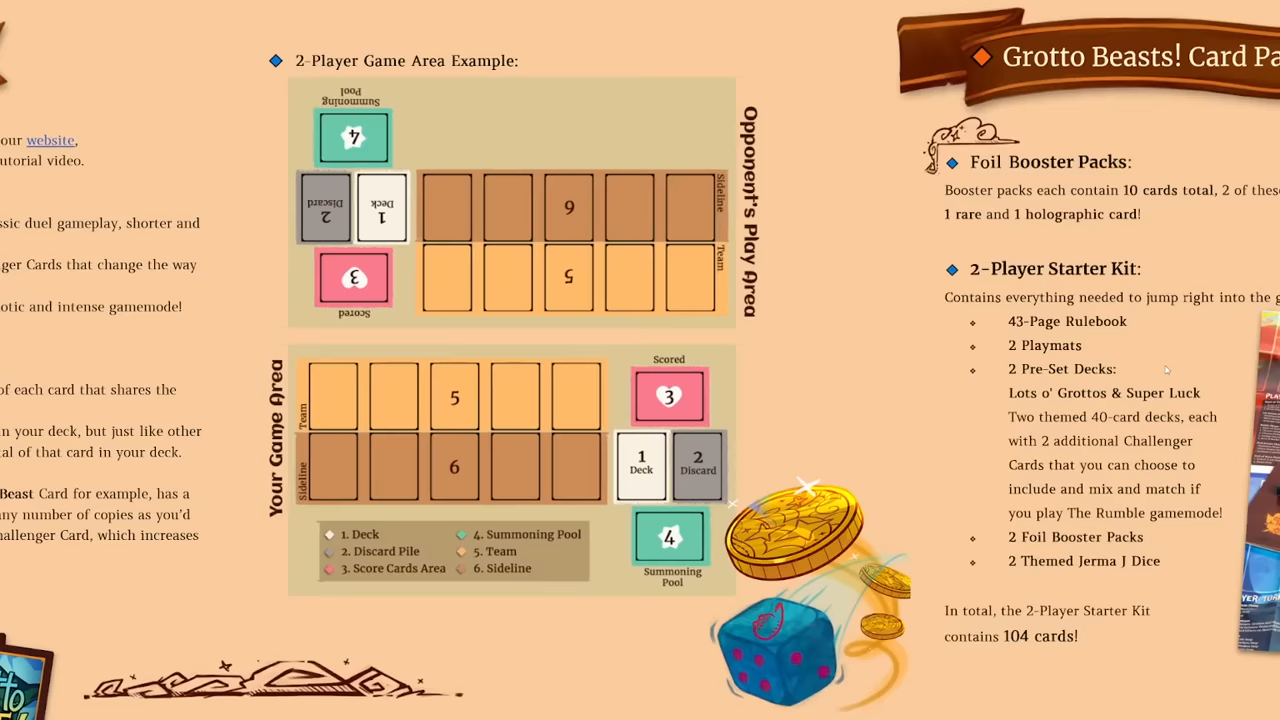 our website,
utorial video.
ssic duel gameplay, shorter and
nger Cards that change the way
otic and intense gamemode!
of each card that shares the
in your deck, but just like other
tal of that card in your deck.
Beast Card for example, has a
any number of copies as you'd
hallenger Card, which increases
2-Player Game Area Example:
Summoning
Pool
4
Discard
2
Deck
1
6
Sideline
3
Scored
5
Team
Opponent's Play Area
Your Game Area
Team
5
Scored
3
Sideline
6
1
Deck
2
Discard
4
Summoning
Pool
1. Deck
2. Discard Pile
3. Score Cards Area
4. Summoning Pool
5. Team
6. Sideline
Grotto Beasts! Card Pa
Foil Booster Packs:
Booster packs each contain 10 cards total, 2 of these
1 rare and 1 holographic card!
2-Player Starter Kit:
Contains everything needed to jump right into the g
43-Page Rulebook
2 Playmats
2 Pre-Set Decks:
Lots o' Grottos & Super Luck
Two themed 40-card decks, each
with 2 additional Challenger
Cards that you can choose to
include and mix and match if
you play The Rumble gamemode!
2 Foil Booster Packs
2 Themed Jerma J Dice
In total, the 2-Player Starter Kit
contains 104 cards!